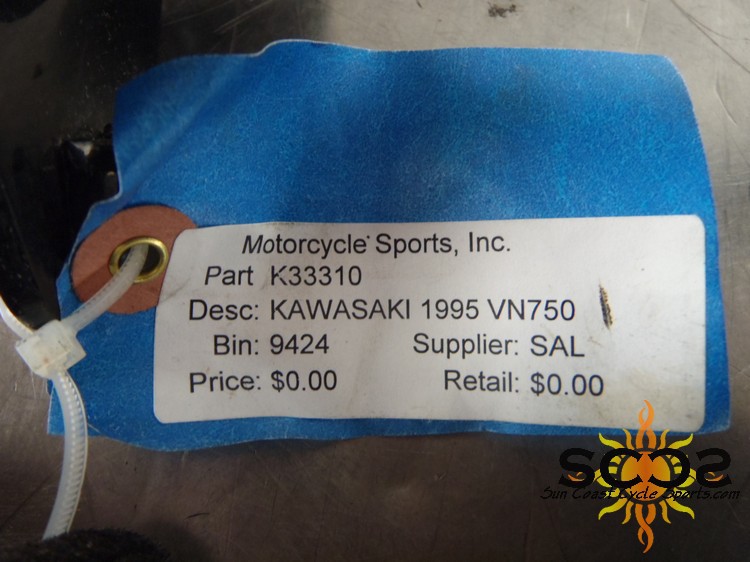 Motorcycle Sports, Inc.
Part K33310
Desc: KAWASAKI 1995 VN750
Bin: 9424 Supplier: SAL
Price: $0.00 Retail: $0.00
SCCS
Sun Coast Cycle Sports.com